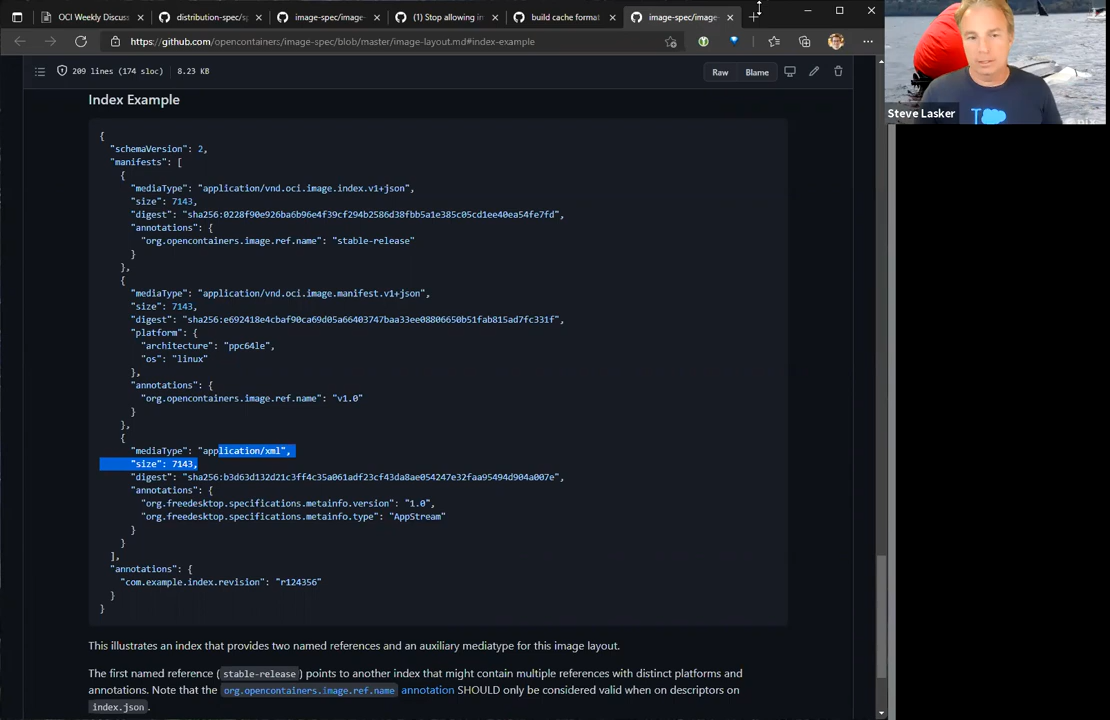 OCI Weekly Discuss
distribution-spec/sp
image-spec/image-
(1) Stop allowing in
build cache format
image-spec/image-
https://github.com/opencontainers/image-spec/blob/master/image-layout.md#index-example
209 lines (174 sloc) 8.23 KB
Raw Blame
Index Example
{
"schemaVersion": 2,
"manifests": [
{
"mediaType": "application/vnd.oci.image.index.v1+json",
"size": 7143,
"digest": "sha256:0228f90e926ba6b96e4f39cf294b2586d38fbb5a1e385c05cd1ee40ea54fe7fd",
"annotations": {
"org.opencontainers.image.ref.name": "stable-release"
}
},
{
"mediaType": "application/vnd.oci.image.manifest.v1+json",
"size": 7143,
"digest": "sha256:e692418e4cbaf90ca69d05a66403747baa33ee08806650b51fab815ad7fc331f",
"platform": {
"architecture": "ppc64le",
"os": "linux"
},
"annotations": {
"org.opencontainers.image.ref.name": "v1.0"
}
},
{
"mediaType": "application/xml",
"size": 7143,
"digest": "sha256:b3d63d132d21c3ff4c35a061adf23cf43da8ae054247e32faa95494d904a007e",
"annotations": {
"org.freedesktop.specifications.metainfo.version": "1.0",
"org.freedesktop.specifications.metainfo.type": "AppStream"
}
}
],
"annotations": {
"com.example.index.revision": "r124356"
}
}
This illustrates an index that provides two named references and an auxiliary mediatype for this image layout.
The first named reference ( stable-release ) points to another index that might contain multiple references with distinct platforms and
annotations. Note that the org.opencontainers.image.ref.name annotation SHOULD only be considered valid when on descriptors on
index.json .
Steve Lasker